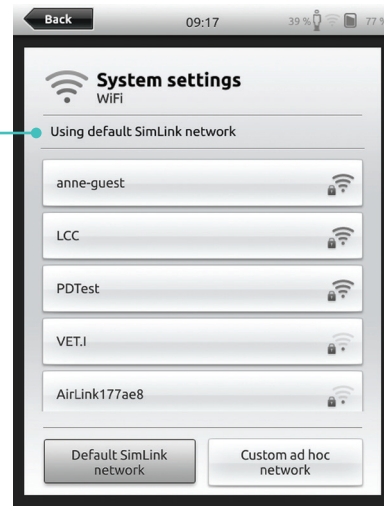 Back 09:17 39 % 77 %
System settings
WiFi
Using default SimLink network
anne-guest
LCC
PDTest
VET.I
AirLink177ae8
Default SimLink
network
Custom ad hoc
network